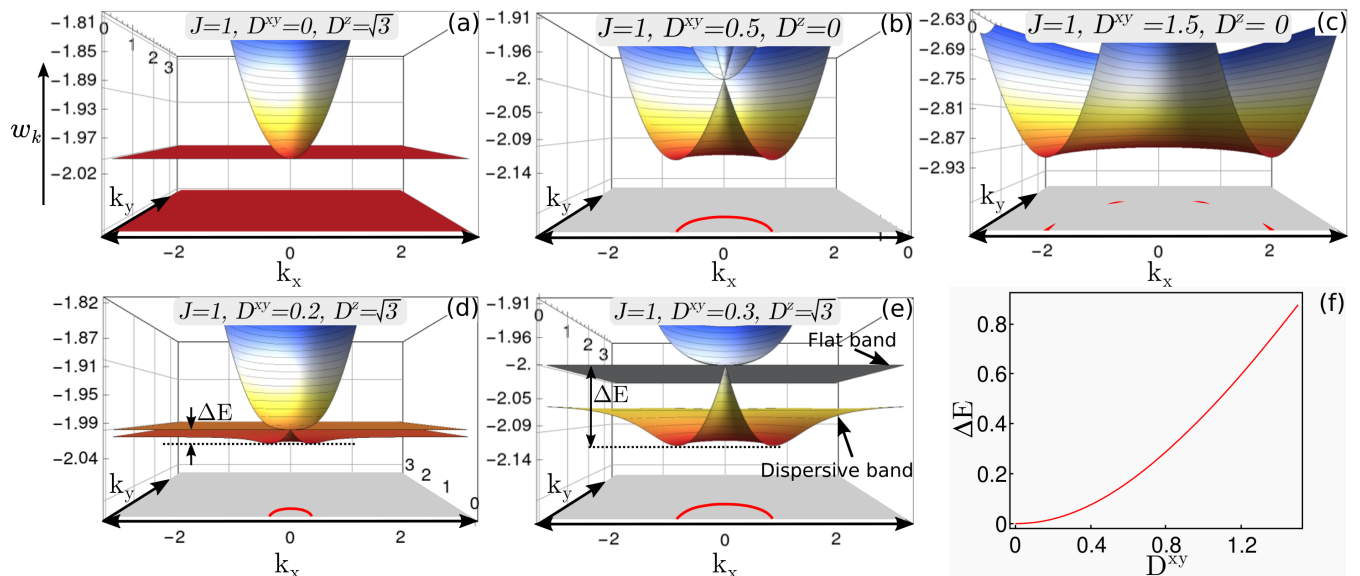 J=1, D^xy=0, D^z=√3 (a)
-1.81
-1.85
-1.89
-1.93
-1.97
-2.02
0
1
2
3
w_k
k_y
-2 0 2
k_x
J=1, D^xy=0.5, D^z=0 (b)
-1.91
-1.96
-2.
-2.05
-2.09
-2.14
0
1
2
3
k_y
1 0
-2 0 2
k_x
J=1, D^xy=1.5, D^z=0 (c)
-2.63
-2.69
-2.75
-2.81
-2.87
-2.93
0
k_y
-2 0 2
k_x
J=1, D^xy=0.2, D^z=√3 (d)
-1.82
-1.87
-1.91
-1.95
-1.99
-2.04
ΔE
3
2
1
0
k_y
-2 0 2
k_x
J=1, D^xy=0.3, D^z=√3 (e)
-1.91
-1.96
-2.
-2.05
-2.09
-2.14
0
1
2
3
Flat band
ΔE
Dispersive band
k_y
-2 0 2
k_x
(f)
0.8
0.6
0.4
0.2
0
ΔE
0 0.4 0.8 1.2
D^xy